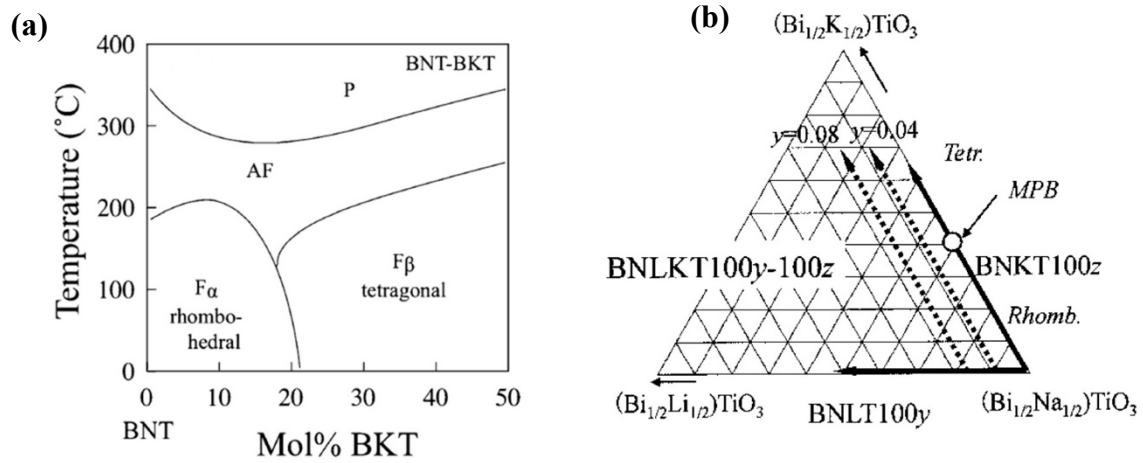 (a)
400
300
200
100
0
Temperature (˚C)
BNT-BKT
P
AF
Fα
rhombo-
hedral
Fβ
tetragonal
0 10 20 30 40 50
BNT
Mol% BKT
(b)
(Bi1/2K1/2)TiO3
y=0.08
y=0.04
Tetr.
MPB
BNLKT100y-100z
BNKT100z
Rhomb.
(Bi1/2Li1/2)TiO3
BNLT100y
(Bi1/2Na1/2)TiO3